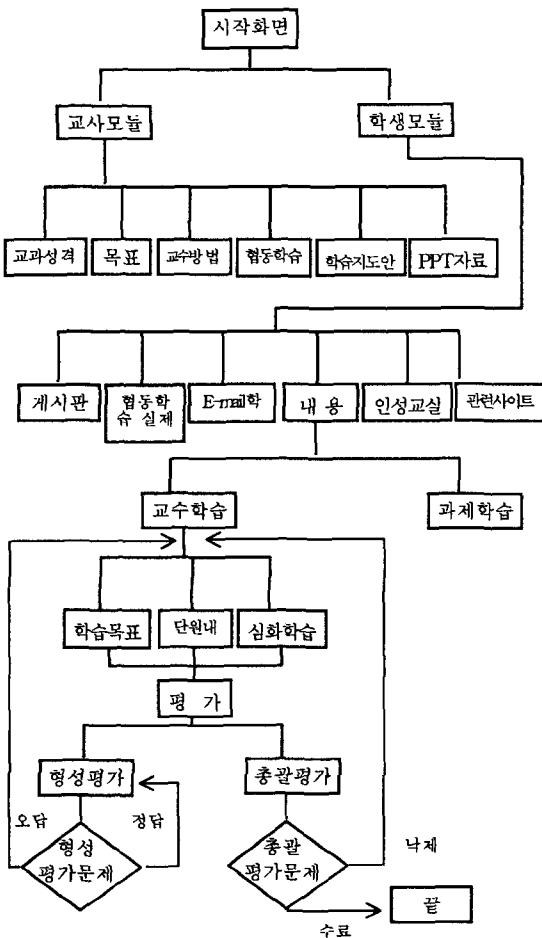 시작화면
교사모듈
학생모듈
교과성격
목표
교수방법
협동학습
학습지도안
PPT자료
게시판
협동학
습 실제
E-mail학
내 용
인성교실
관련사이트
교수학습
과제학습
학습목표
단원내
심화학습
평 가
형성평가
총괄평가
오답
정답
형성
평가문제
총괄
평가문제
낙제
수료
끝